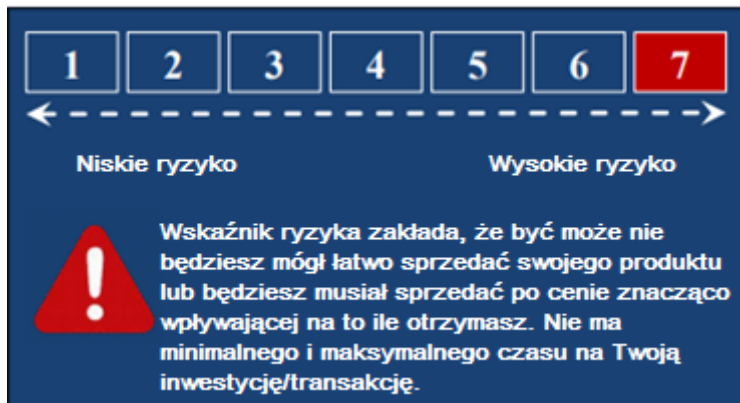 1 2 3 4 5 6 7
Niskie ryzyko Wysokie ryzyko
Wskaźnik ryzyka zakłada, że być może nie
będziesz mógł łatwo sprzedać swojego produktu
lub będziesz musiał sprzedać po cenie znacząco
wpływającej na to ile otrzymasz. Nie ma
minimalnego i maksymalnego czasu na Twoją
inwestycję/transakcję.